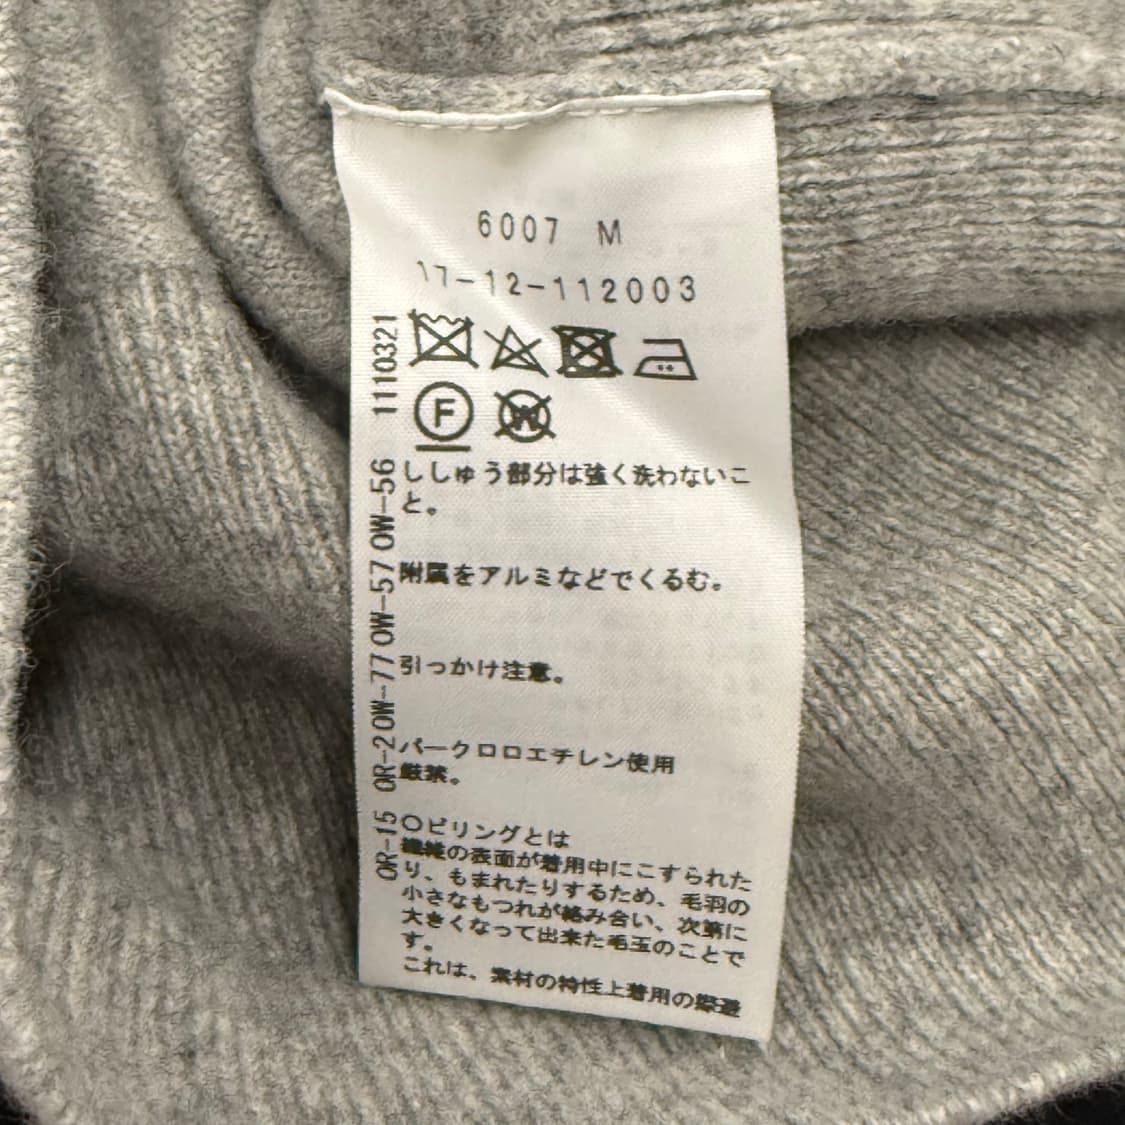 6007 M
17-12-112003
F
W
ししゅう部分は強く洗わないこ
と。
附属をアルミなどでくるむ。
引っかけ注意。
パークロロエチレン使用
厳禁。
○ピリングとは
繊維の表面が着用中にこすられた
り、もまれたりするため、毛羽の
小さなもつれが絡み合い、次第に
大きくなって出来た毛玉のことで
す。
これは、素材の特性上着用の際避
OR-15 OR-20W-770W-570W-56 1110321